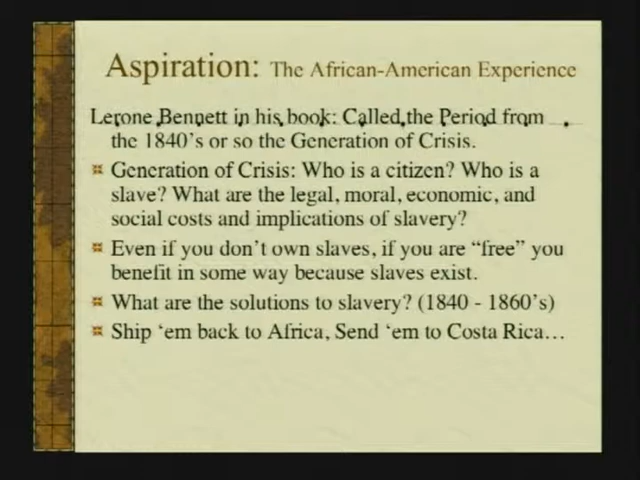 Aspiration: The African-American Experience
Lerone Bennett in his book: Called the Period from
the 1840's or so the Generation of Crisis.
Generation of Crisis: Who is a citizen? Who is a
slave? What are the legal, moral, economic, and
social costs and implications of slavery?
Even if you don't own slaves, if you are “free” you
benefit in some way because slaves exist.
What are the solutions to slavery? (1840 - 1860's)
Ship ‘em back to Africa, Send ‘em to Costa Rica…